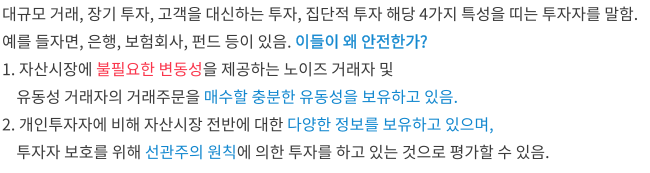 대규모 거래, 장기 투자, 고객을 대신하는 투자, 집단적 투자 해당 4가지 특성을 띠는 투자자를 말함.
예를 들자면, 은행, 보험회사, 펀드 등이 있음. 이들이 왜 안전한가?
1. 자산시장에 불필요한 변동성을 제공하는 노이즈 거래자 및
유동성 거래자의 거래주문을 매수할 충분한 유동성을 보유하고 있음.
2. 개인투자자에 비해 자산시장 전반에 대한 다양한 정보를 보유하고 있으며,
투자자 보호를 위해 선관주의 원칙에 의한 투자를 하고 있는 것으로 평가할 수 있음.